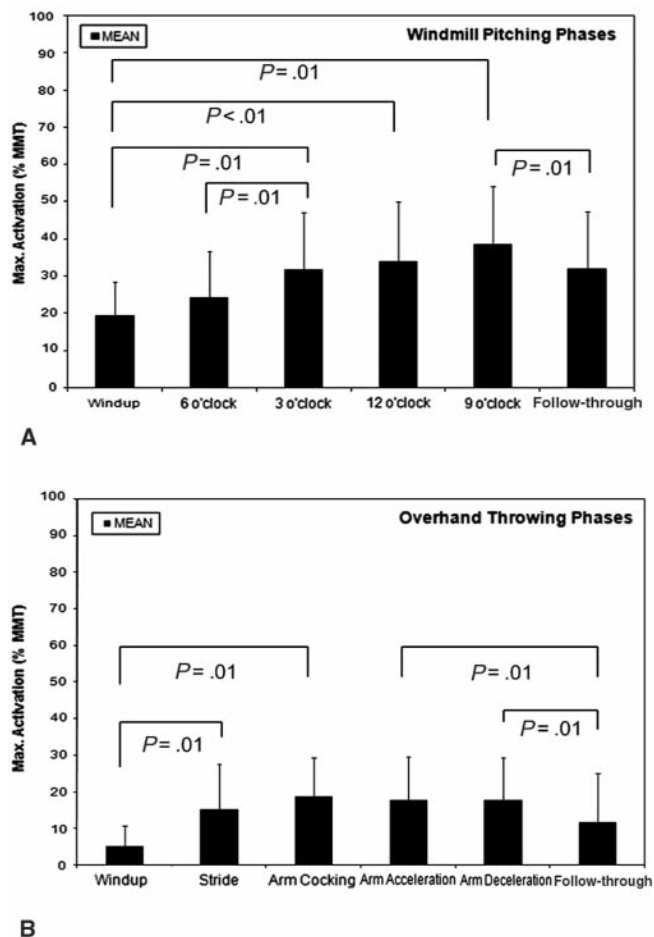 100
90
80
70
60
50
40
30
20
10
0
Max. Activation (% MMT)
MEAN
Windmill Pitching Phases
P = .01
P < .01
P = .01
P = .01
P = .01
Windup 6 o'clock 3 o'clock 12 o'clock 9 o'clock Follow-through
A
100
90
80
70
60
50
40
30
20
10
0
Max. Activation (% MMT)
MEAN
Overhand Throwing Phases
P = .01
P = .01
P = .01
P = .01
Windup Stride Arm Cocking Arm Acceleration Arm Deceleration Follow-through
B